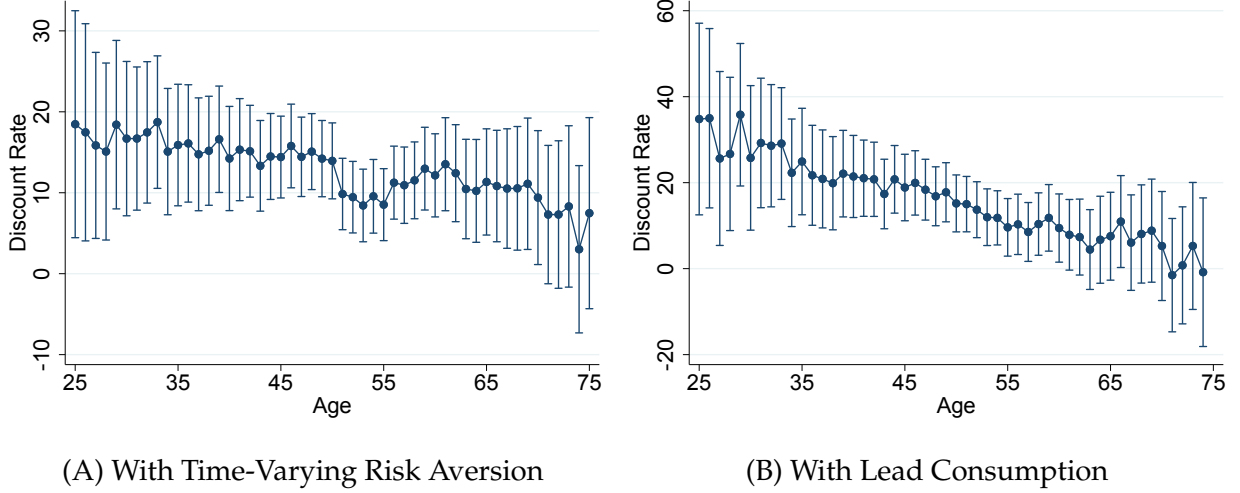 Discount Rate
30
20
10
0
-10
25 35 45 55 65 75
Age
(A) With Time-Varying Risk Aversion
Discount Rate
60
40
20
0
-20
25 35 45 55 65 75
Age
(B) With Lead Consumption